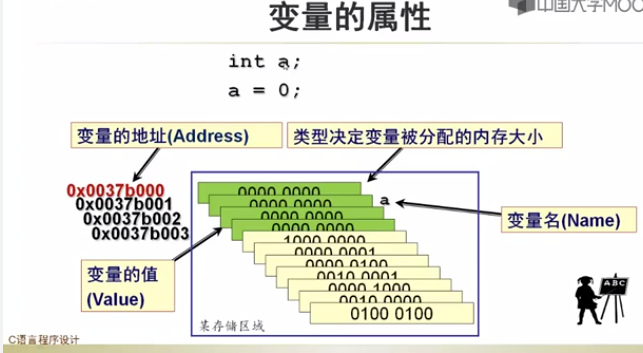 变量的属性
中国大学MOO
int a;
a = 0;
变量的地址(Address)
类型决定变量被分配的内存大小
0x0037b000
0x0037b001
0x0037b002
0x0037b003
0000 0000
0000 0000
0000 0000
0000 0000
a
变量名(Name)
1000 0000
0000 0001
0000 0100
0010 0001
0000 1000
0010 0000
0100 0100
变量的值
(Value)
某存储区域
ABC
C语言程序设计